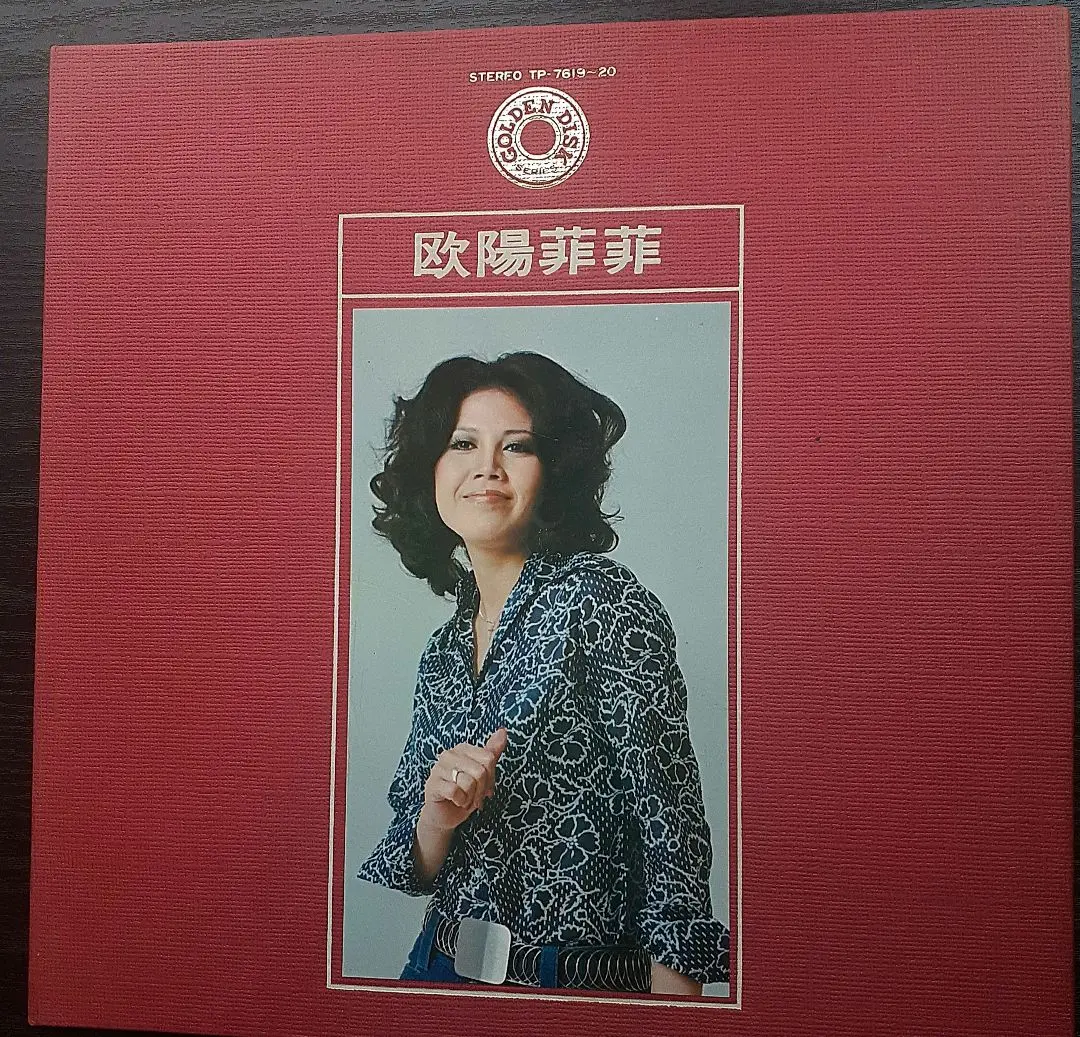 STEREO TP-7619~20
GOLDEN DISK
SERIES
欧陽菲菲